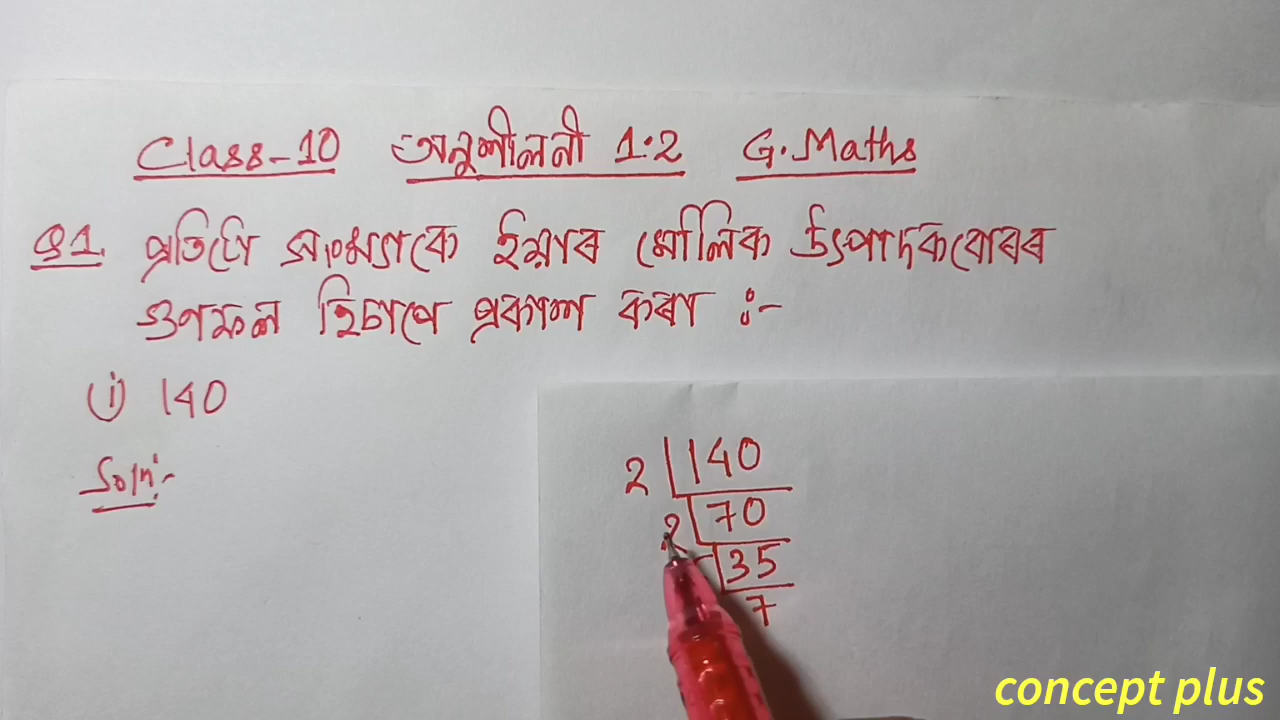 Class-10 অনুশীলনী 1.2 G.Maths
Q1. প্ৰতিটো সংখ্যাকে ইয়াৰ মৌলিক উৎপাদকবোৰৰ
গুণফল হিচাপে প্ৰকাশ কৰা :-
(i) 140
Soln:-
2 140
2 70
35
7
concept plus